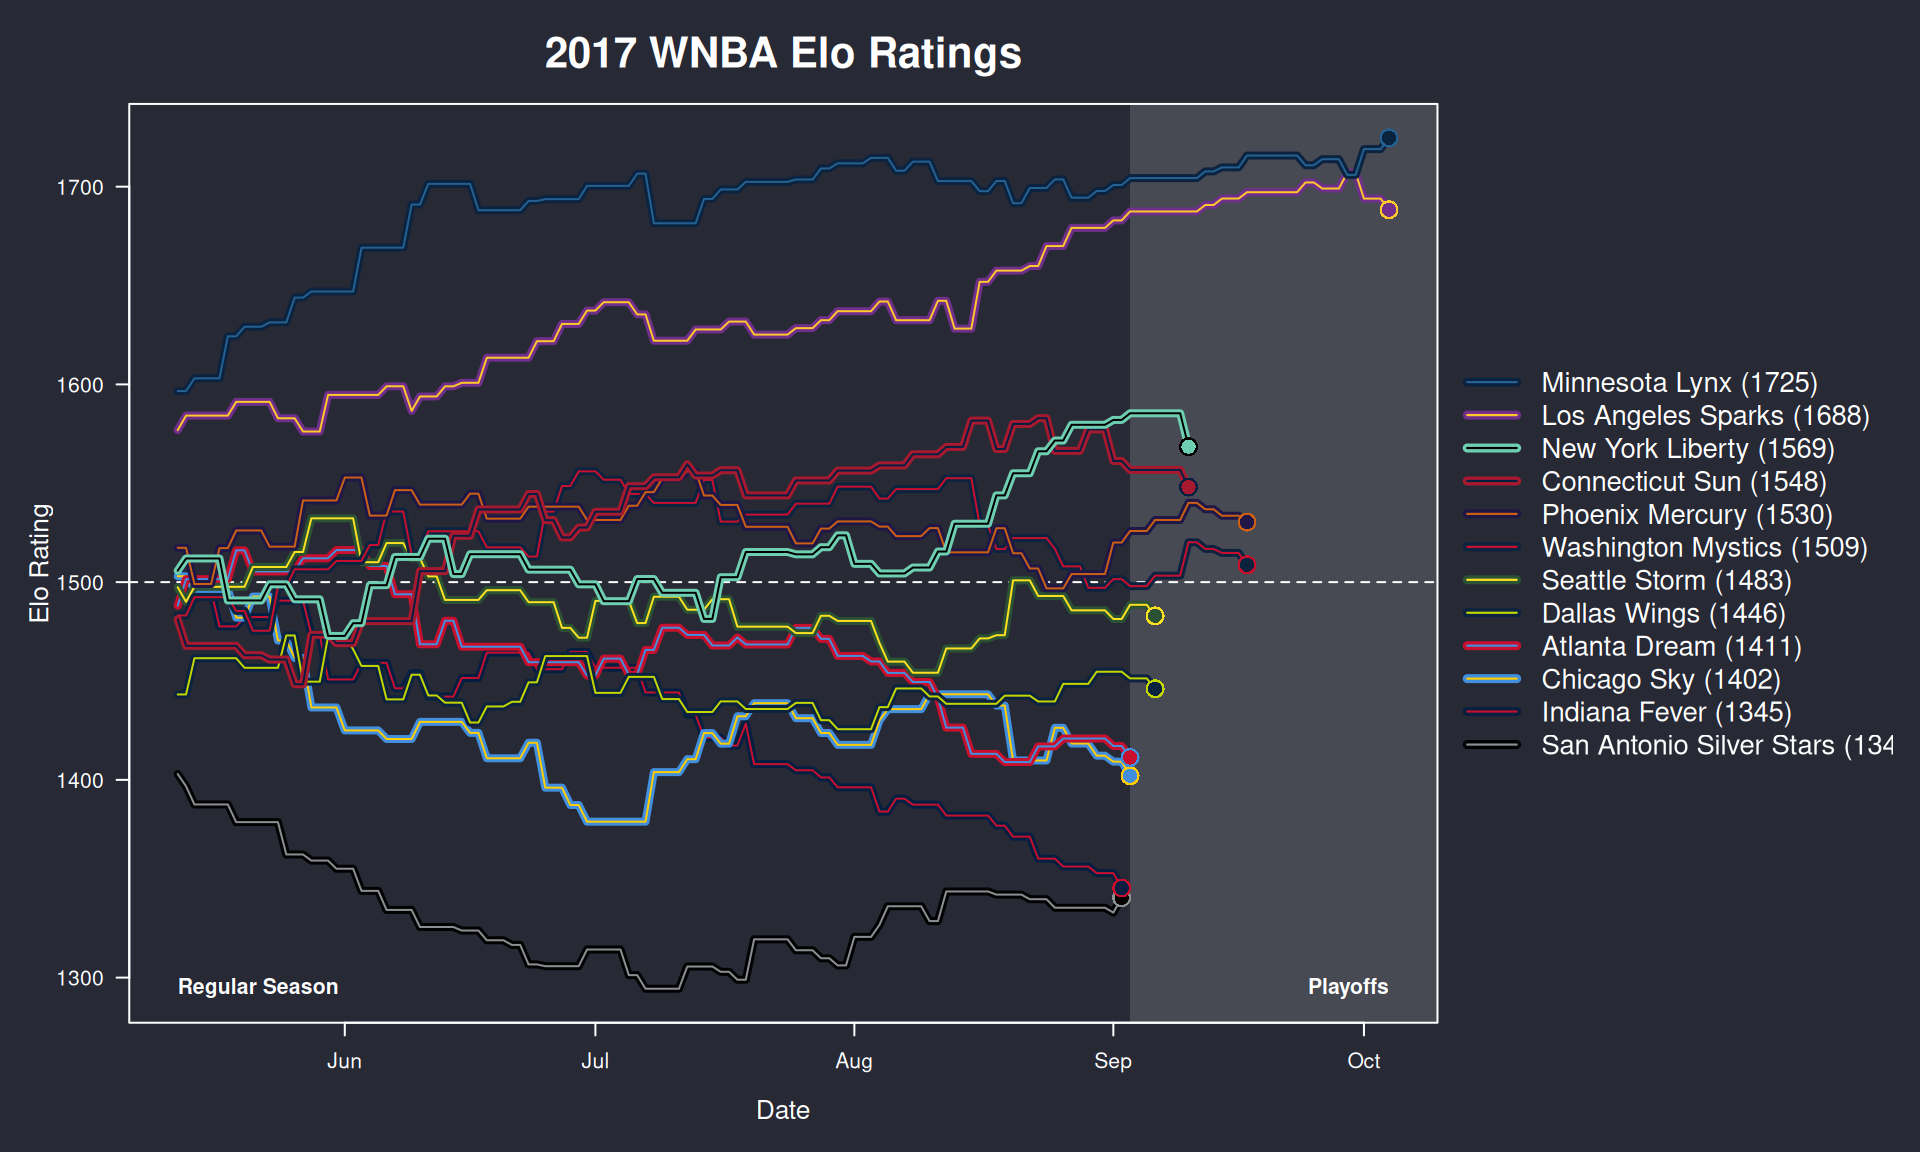 2017 WNBA Elo Ratings
Elo Rating
1700
1600
1500
1400
1300
Regular Season
Playoffs
Jun
Jul
Aug
Sep
Oct
Date
Minnesota Lynx (1725)
Los Angeles Sparks (1688)
New York Liberty (1569)
Connecticut Sun (1548)
Phoenix Mercury (1530)
Washington Mystics (1509)
Seattle Storm (1483)
Dallas Wings (1446)
Atlanta Dream (1411)
Chicago Sky (1402)
Indiana Fever (1345)
San Antonio Silver Stars (134